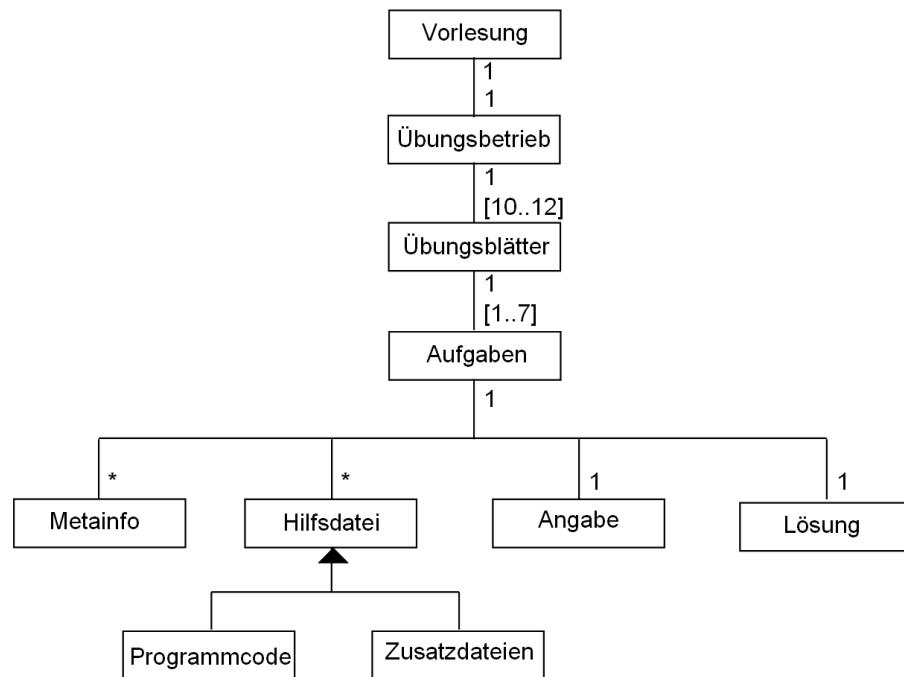 Vorlesung
1
1
Übungsbetrieb
1
[10..12]
Übungsblätter
1
[1..7]
Aufgaben
1
* * 1 1
Metainfo Hilfsdatei Angabe Lösung
Programmcode Zusatzdateien